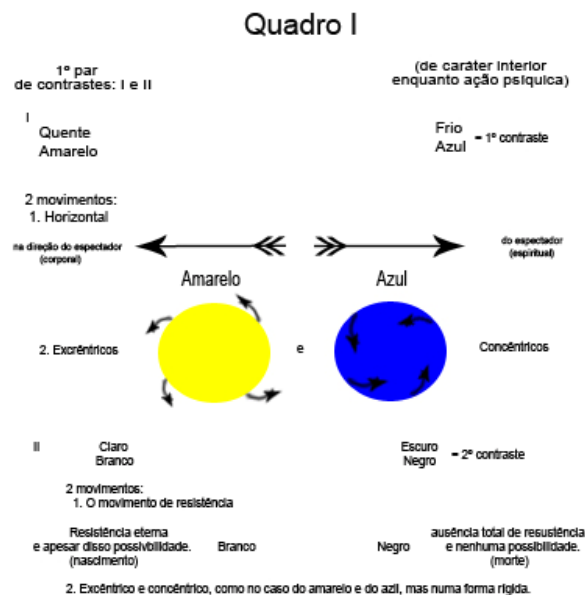 Quadro I
1º par
de contrastes: I e II
(de caráter interior
enquanto ação psíquica)
I
Quente
Amarelo
Frio
Azul
= 1º contraste
2 movimentos:
1. Horizontal
na direção do espectador
(corporal)
do espectador
(espiritual)
Amarelo
Azul
2. Excrêntricos
e
Concêntricos
II
Claro
Branco
Escuro
Negro
= 2º contraste
2 movimentos:
1. O movimento de resistência
Resistência eterna
e apesar disso possivbilidade.
(nascimento)
Branco
Negro
ausência total de resustência
e nenhuma possibilidade.
(morte)
2. Excêntrico e concêntrico, como no caso do amarelo e do azil, mas numa forma rígida.